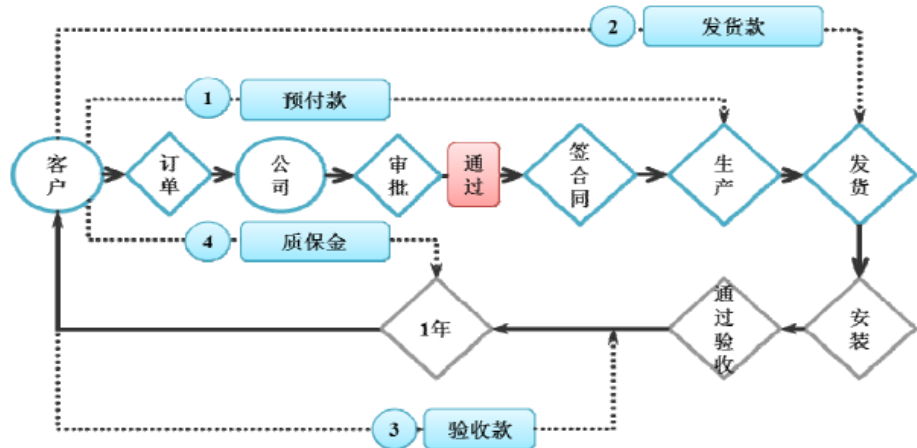 2 发货款
1 预付款
客户
订单
公司
审批
通过
签合同
生产
发货
4 质保金
1年
通过验收
安装
3 验收款